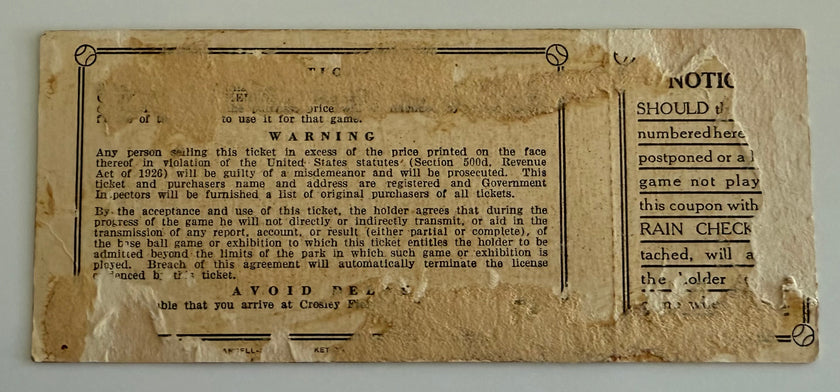 price
of to use it for that game.
WARNING
Any person selling this ticket in excess of the price printed on the face
thereof in violation of the United States statutes (Section 500d, Revenue
Act of 1926) will be guilty of a misdemeanor and will be prosecuted. This
ticket and purchasers name and address are registered and Government
In pectors will be furnished a list of original purchasers of all tickets.
By the acceptance and use of this ticket, the holder agrees that during the
progress of the game he will not directly or indirectly transmit, or aid in the
transmission of any report, account, or result (either partial or complete), of
the base ball game or exhibition to which this ticket entitles the holder to be
admitted beyond the limits of the park in which such game or exhibition is
played. Breach of this agreement will automatically terminate the license
ticket.
AVOID
that you arrive at Crosley
NOTIC
SHOULD
numbered here
postponed or a
game not play
this coupon with
RAIN CHECK
tached, will a
the holder